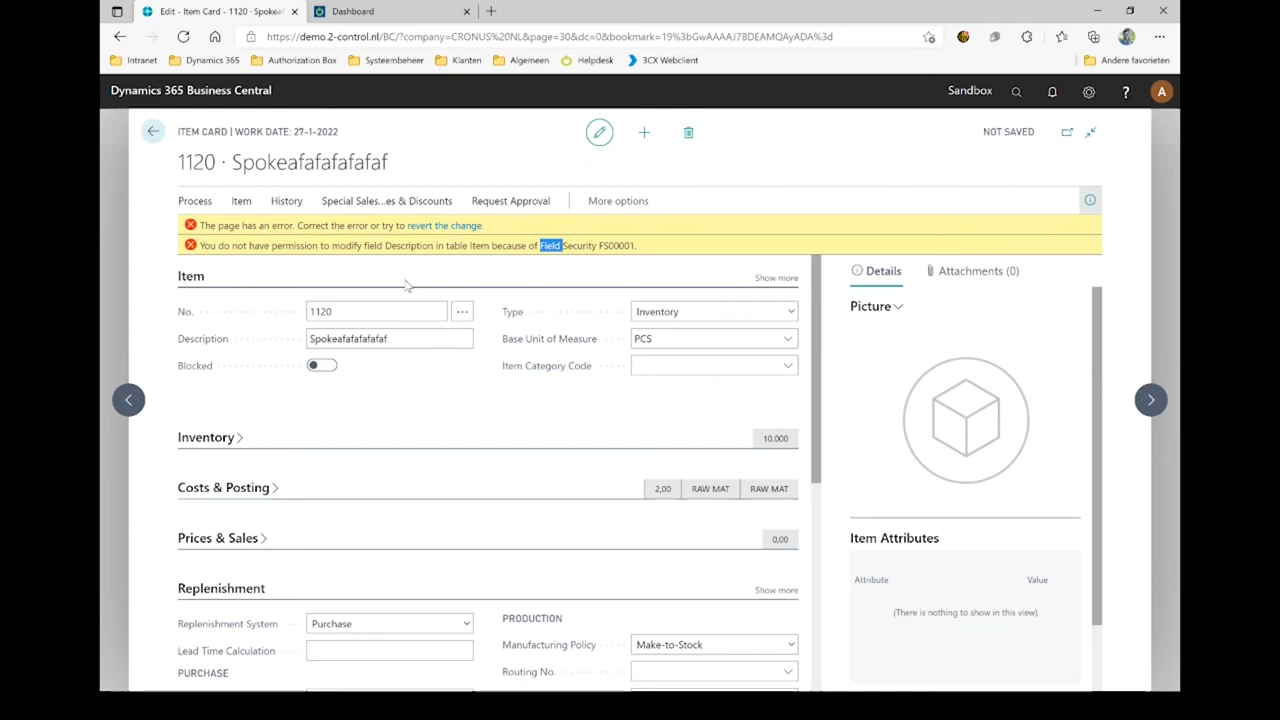 Edit - Item Card - 1120 - Spokea
Dashboard
https://demo.2-control.nl/BC/?company=CRONUS%20NL&page=30&dc=0&bookmark=19%3bGwAAAAJ7BDEAMQAyADA%3d
Intranet
Dynamics 365
Authorization Box
Systeembeheer
Klanten
Algemeen
Helpdesk
3CX Webclient
Andere favorieten
Dynamics 365 Business Central
Sandbox
?
A
ITEM CARD | WORK DATE: 27-1-2022
NOT SAVED
1120 · Spokeafafafafafaf
Process
Item
History
Special Sales...es & Discounts
Request Approval
More options
The page has an error. Correct the error or try to revert the change.
You do not have permission to modify field Description in table Item because of Field Security FS00001.
Item
Show more
No.
1120
Type
Inventory
Description
Spokeafafafafafaf
Base Unit of Measure
PCS
Blocked
Item Category Code
Details
Attachments (0)
Picture
Inventory
10.000
Costs & Posting
2,00
RAW MAT
RAW MAT
Prices & Sales
0,00
Item Attributes
Attribute
Value
(There is nothing to show in this view)
Replenishment
Show more
Replenishment System
Purchase
PRODUCTION
Lead Time Calculation
Manufacturing Policy
Make-to-Stock
PURCHASE
Routing No.